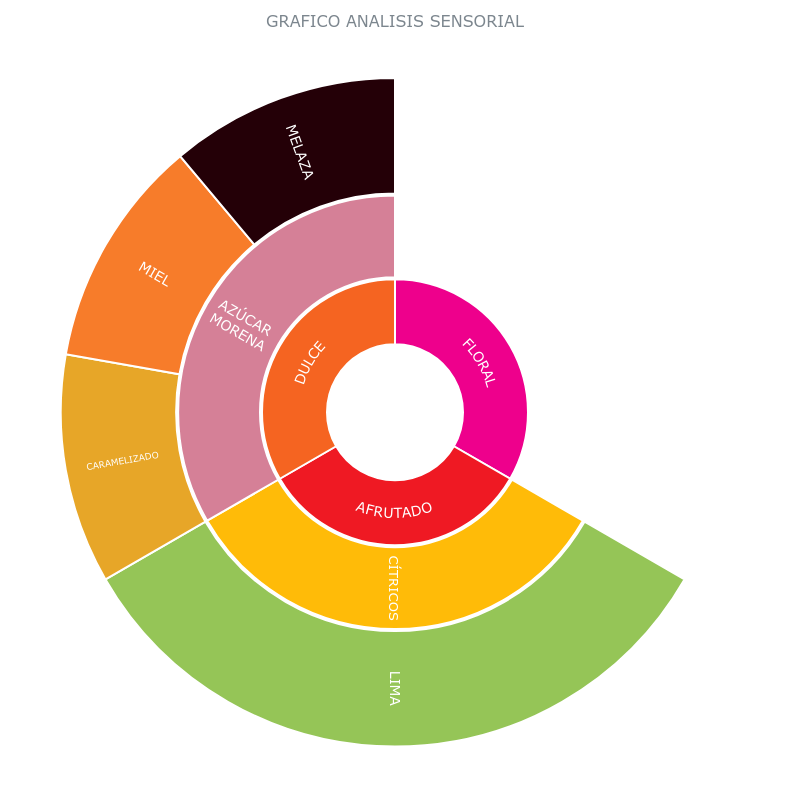 GRAFICO ANALISIS SENSORIAL
MELAZA
MIEL
AZÚCAR
MORENA
DULCE
FLORAL
CARAMELIZADO
AFRUTADO
CÍTRICOS
LIMA